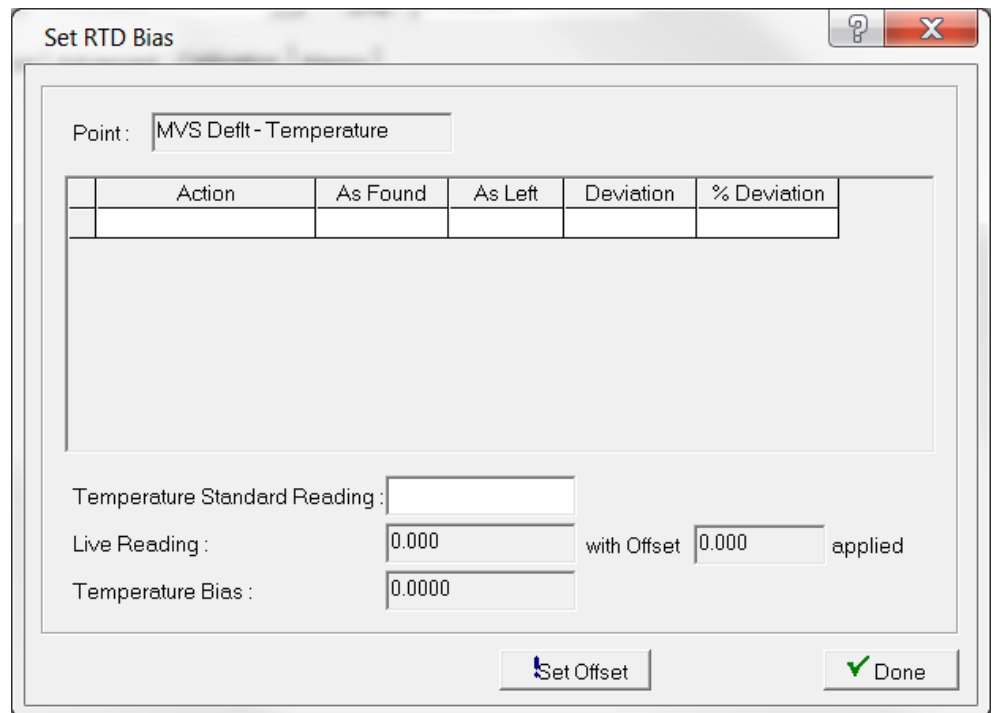 Set RTD Bias
Point : MVS Deflt - Temperature
Action As Found As Left Deviation % Deviation
Temperature Standard Reading :
Live Reading : 0.000 with Offset 0.000 applied
Temperature Bias : 0.0000
Set Offset Done